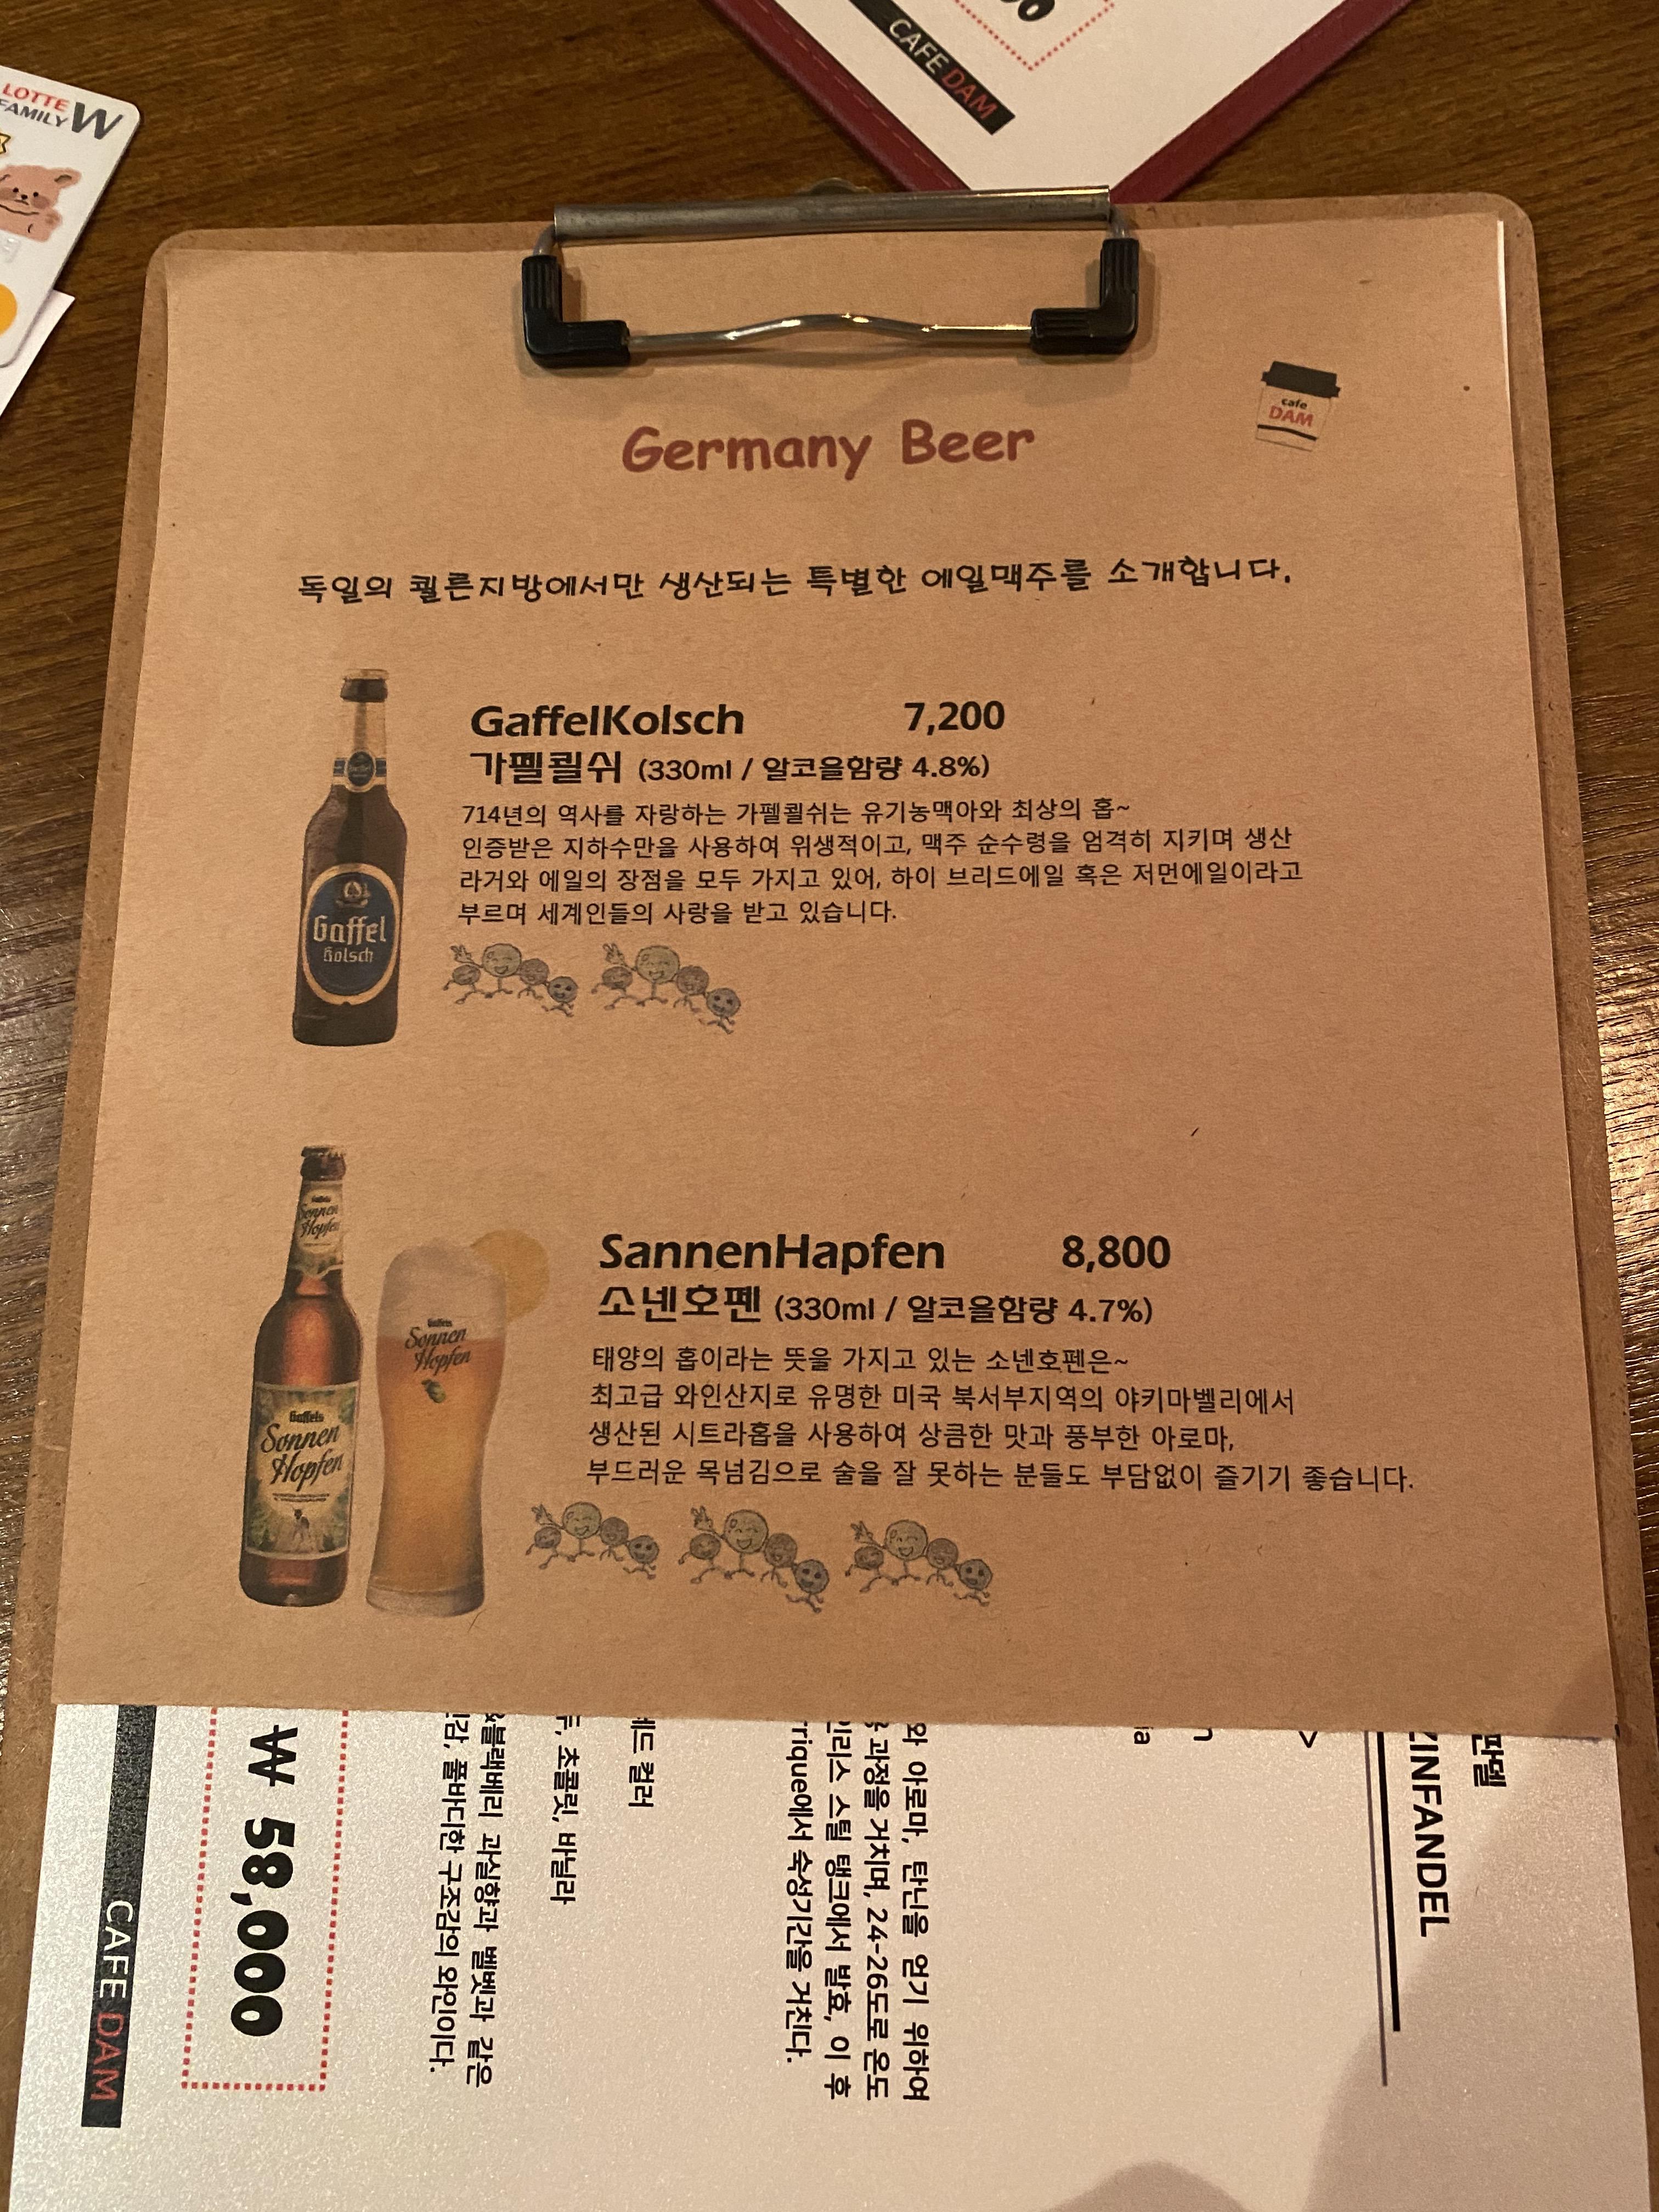 LOTTE
FAMILY W
CAFE DAM
cafe
DAM
Germany Beer
독일의 퀠른지방에서만 생산되는 특별한 에일맥주를 소개합니다.
GaffelKolsch 7,200
가펠쾰쉬 (330ml / 알코올함량 4.8%)
714년의 역사를 자랑하는 가펠쾰쉬는 유기농맥아와 최상의 홉~
인증받은 지하수만을 사용하여 위생적이고, 맥주 순수령을 엄격히 지키며 생산
라거와 에일의 장점을 모두 가지고 있어, 하이 브리드에일 혹은 저먼에일이라고
부르며 세계인들의 사랑을 받고 있습니다.
Gaffel
Kölsch
SannenHapfen 8,800
소넨호펜 (330ml / 알코올함량 4.7%)
태양의 홉이라는 뜻을 가지고 있는 소넨호펜은~
최고급 와인산지로 유명한 미국 북서부지역의 야키마벨리에서
생산된 시트라홉을 사용하여 상큼한 맛과 풍부한 아로마,
부드러운 목넘김으로 술을 잘 못하는 분들도 부담없이 즐기기 좋습니다.
Sonnen
Hopfen
Gaffels
Sonnen
Hopfen
Gaffels
Sonnen
Hopfen
판델
ZINFANDEL
와 아로마, 탄닌을 얻기 위하여
과정을 거치며, 24-26도로 온도
인리스 스틸 탱크에서 발효, 이 후
rrique에서 숙성기간을 거친다.
레드 컬러
초콜릿, 바닐라
&블랙베리 과실향과 벨벳과 같은
감, 풀바디한 구조감의 와인이다.
₩ 58,000
CAFE DAM